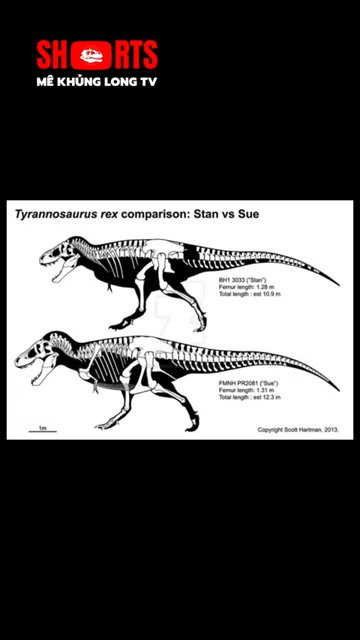 SHORTS
MÊ KHỦNG LONG TV
Tyrannosaurus rex comparison: Stan vs Sue
BH1 3033 ("Stan")
Femur length: 1.28 m
Total length : est 10.9 m
FMNH PR2081 ("Sue")
Femur length: 1.31 m
Total length : est 12.3 m
1m
Copyright Scott Hartman, 2013.